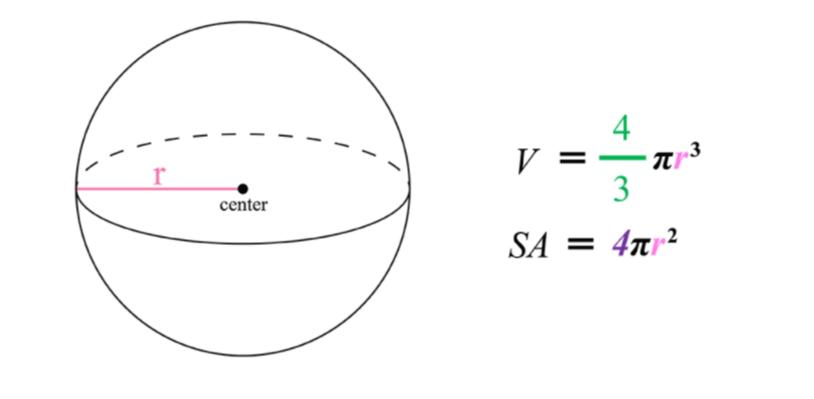 r
center
V = 4/3 πr³
SA = 4πr²